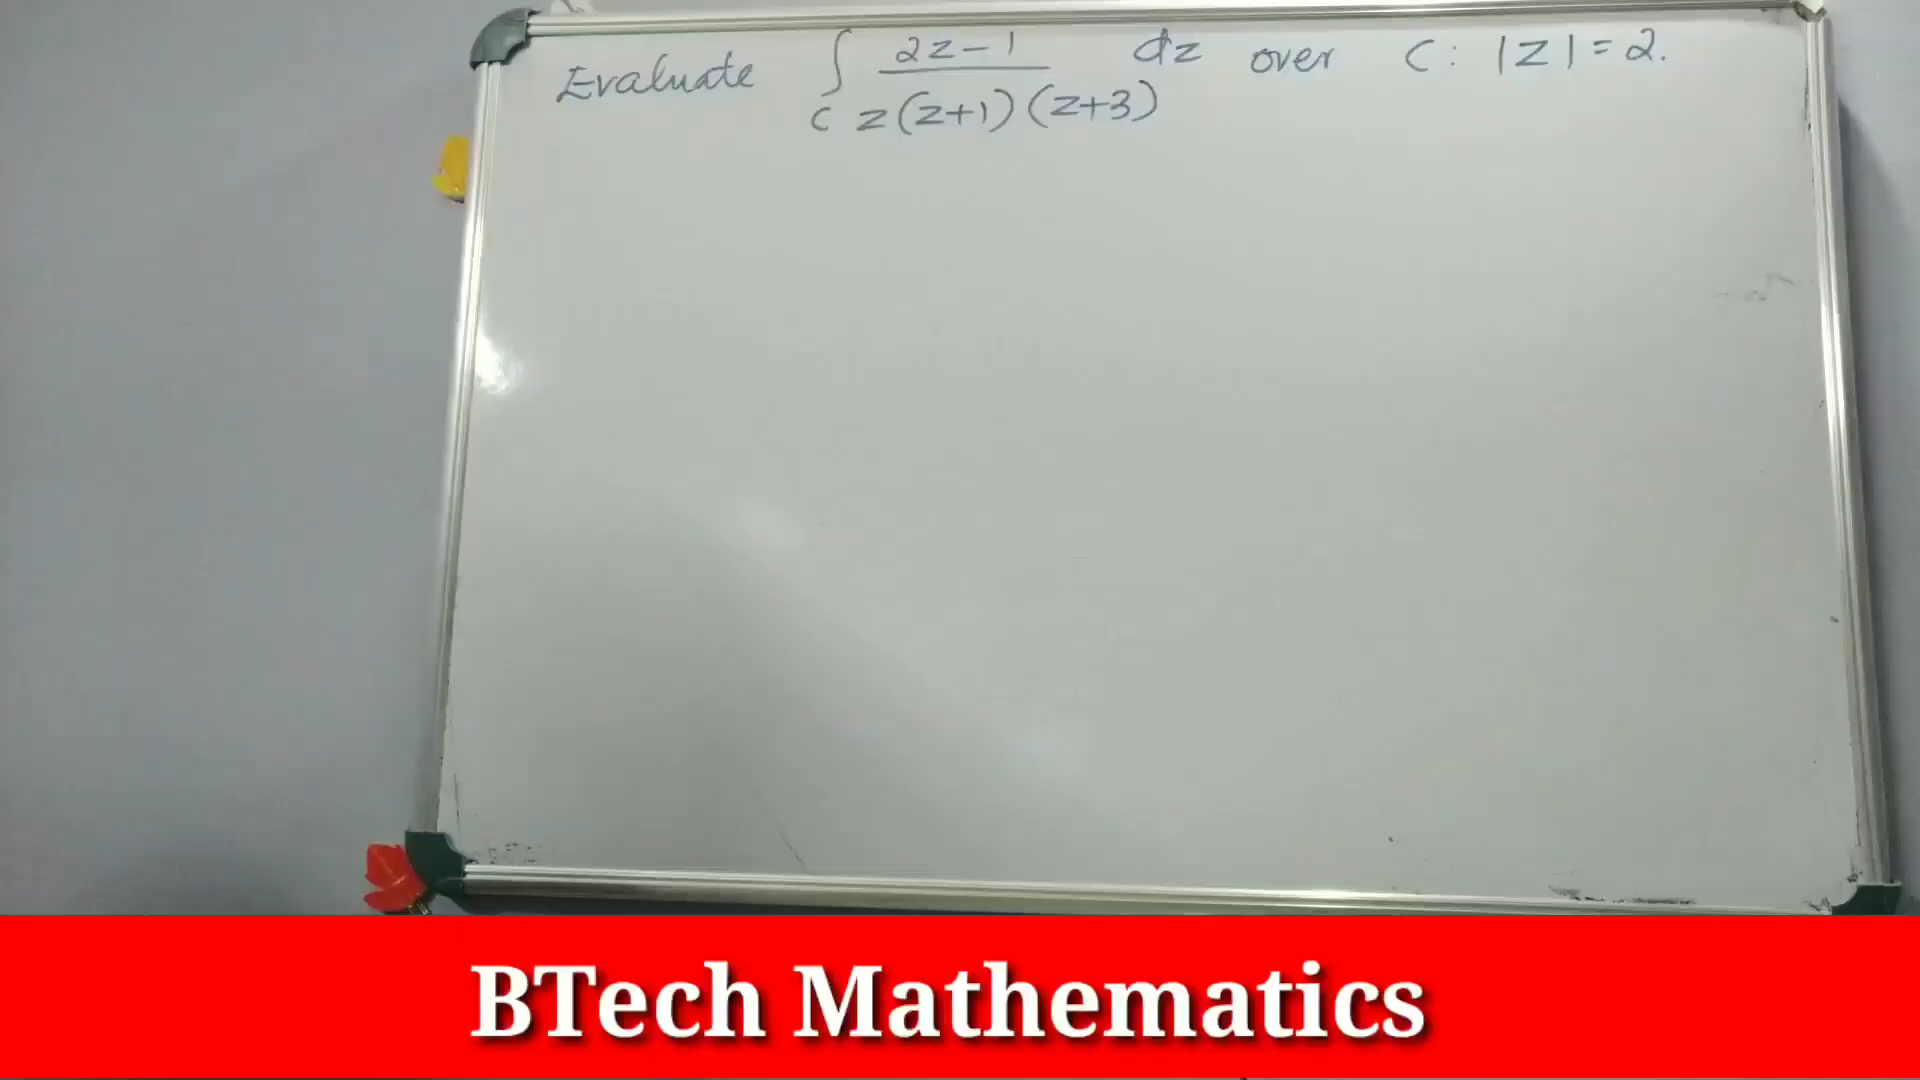 Evaluate ∫_C (2z-1)/(z(z+1)(z+3)) dz over C: |z|=2.
BTech Mathematics